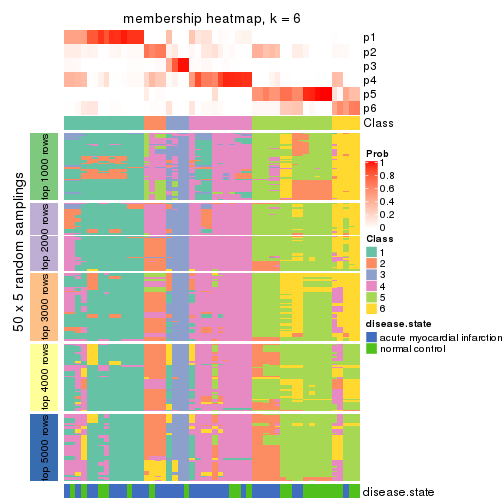 membership heatmap, k = 6
p1
p2
p3
p4
p5
p6
Class
50 x 5 random samplings
top 1000 rows
top 2000 rows
top 3000 rows
top 4000 rows
top 5000 rows
Prob
1
0.8
0.6
0.4
0.2
0
Class
1
2
3
4
5
6
disease.state
acute myocardial infarction
normal control
disease.state